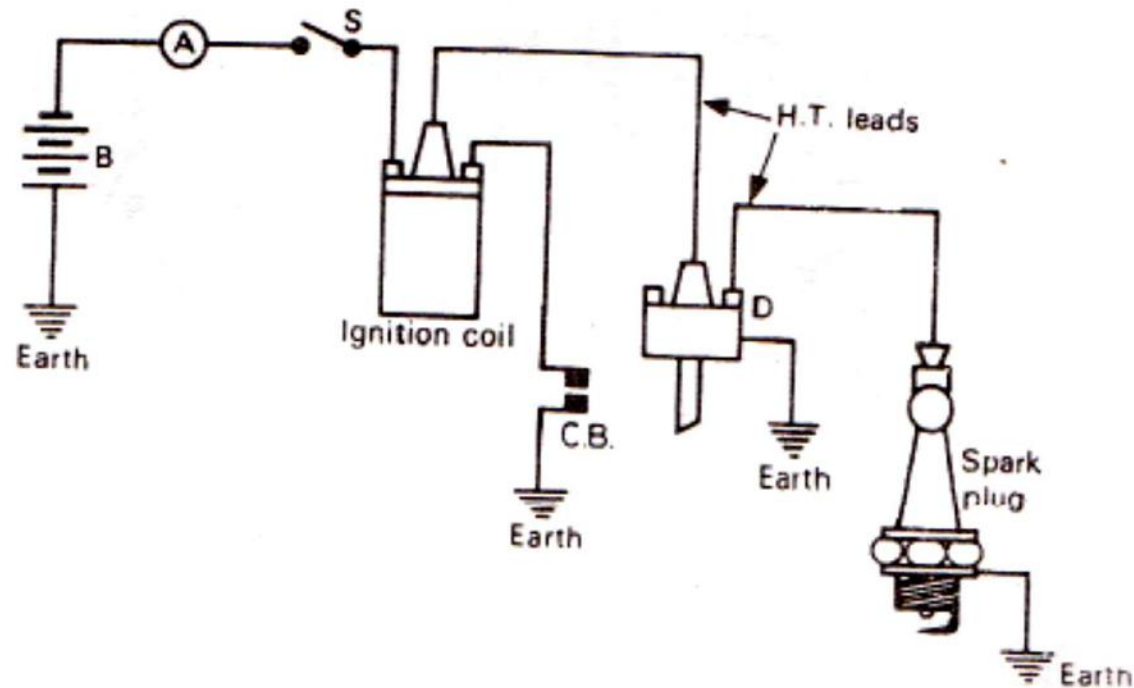 S
A
H.T. leads
B
D
Ignition coil
Earth
C.B.
Earth
Spark
plug
Earth
Earth